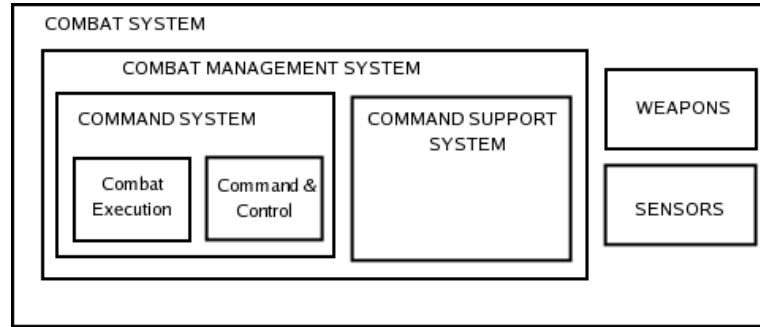 COMBAT SYSTEM
COMBAT MANAGEMENT SYSTEM
COMMAND SYSTEM
Combat
Execution
Command &
Control
COMMAND SUPPORT
SYSTEM
WEAPONS
SENSORS